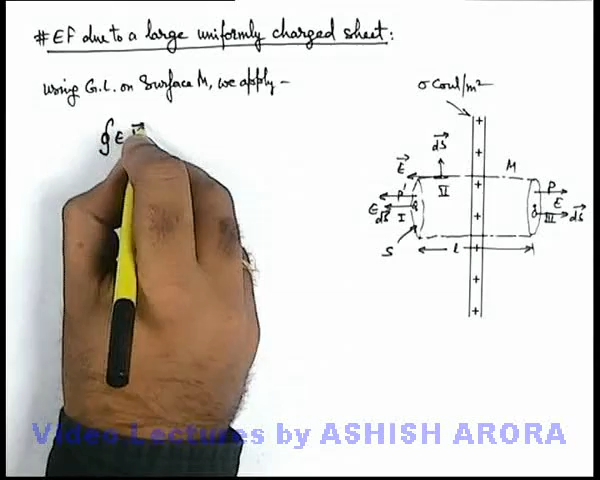 # EF due to a large uniformly charged sheet:
using G.L. on Surface M, we apply -
∮ E
σ Coul/m²
dS
M
E
II
P'
P
E
E
dS
I
III
dS
S
l
Video Lectures by ASHISH ARORA